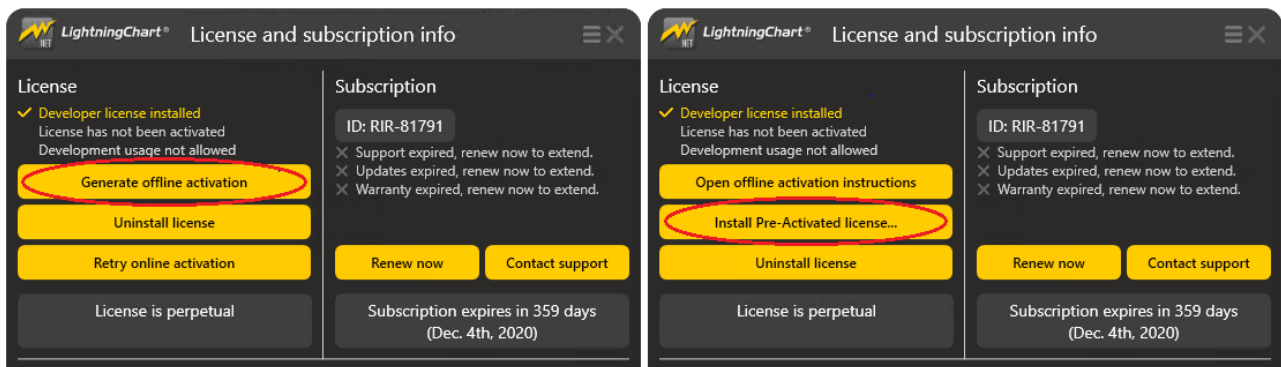 NET LightningChart® License and subscription info
License
Developer license installed
License has not been activated
Development usage not allowed
Generate offline activation
Uninstall license
Retry online activation
License is perpetual
Subscription
ID: RIR-81791
Support expired, renew now to extend.
Updates expired, renew now to extend.
Warranty expired, renew now to extend.
Renew now
Contact support
Subscription expires in 359 days
(Dec. 4th, 2020)
NET LightningChart® License and subscription info
License
Developer license installed
License has not been activated
Development usage not allowed
Open offline activation instructions
Install Pre-Activated license...
Uninstall license
License is perpetual
Subscription
ID: RIR-81791
Support expired, renew now to extend.
Updates expired, renew now to extend.
Warranty expired, renew now to extend.
Renew now
Contact support
Subscription expires in 359 days
(Dec. 4th, 2020)